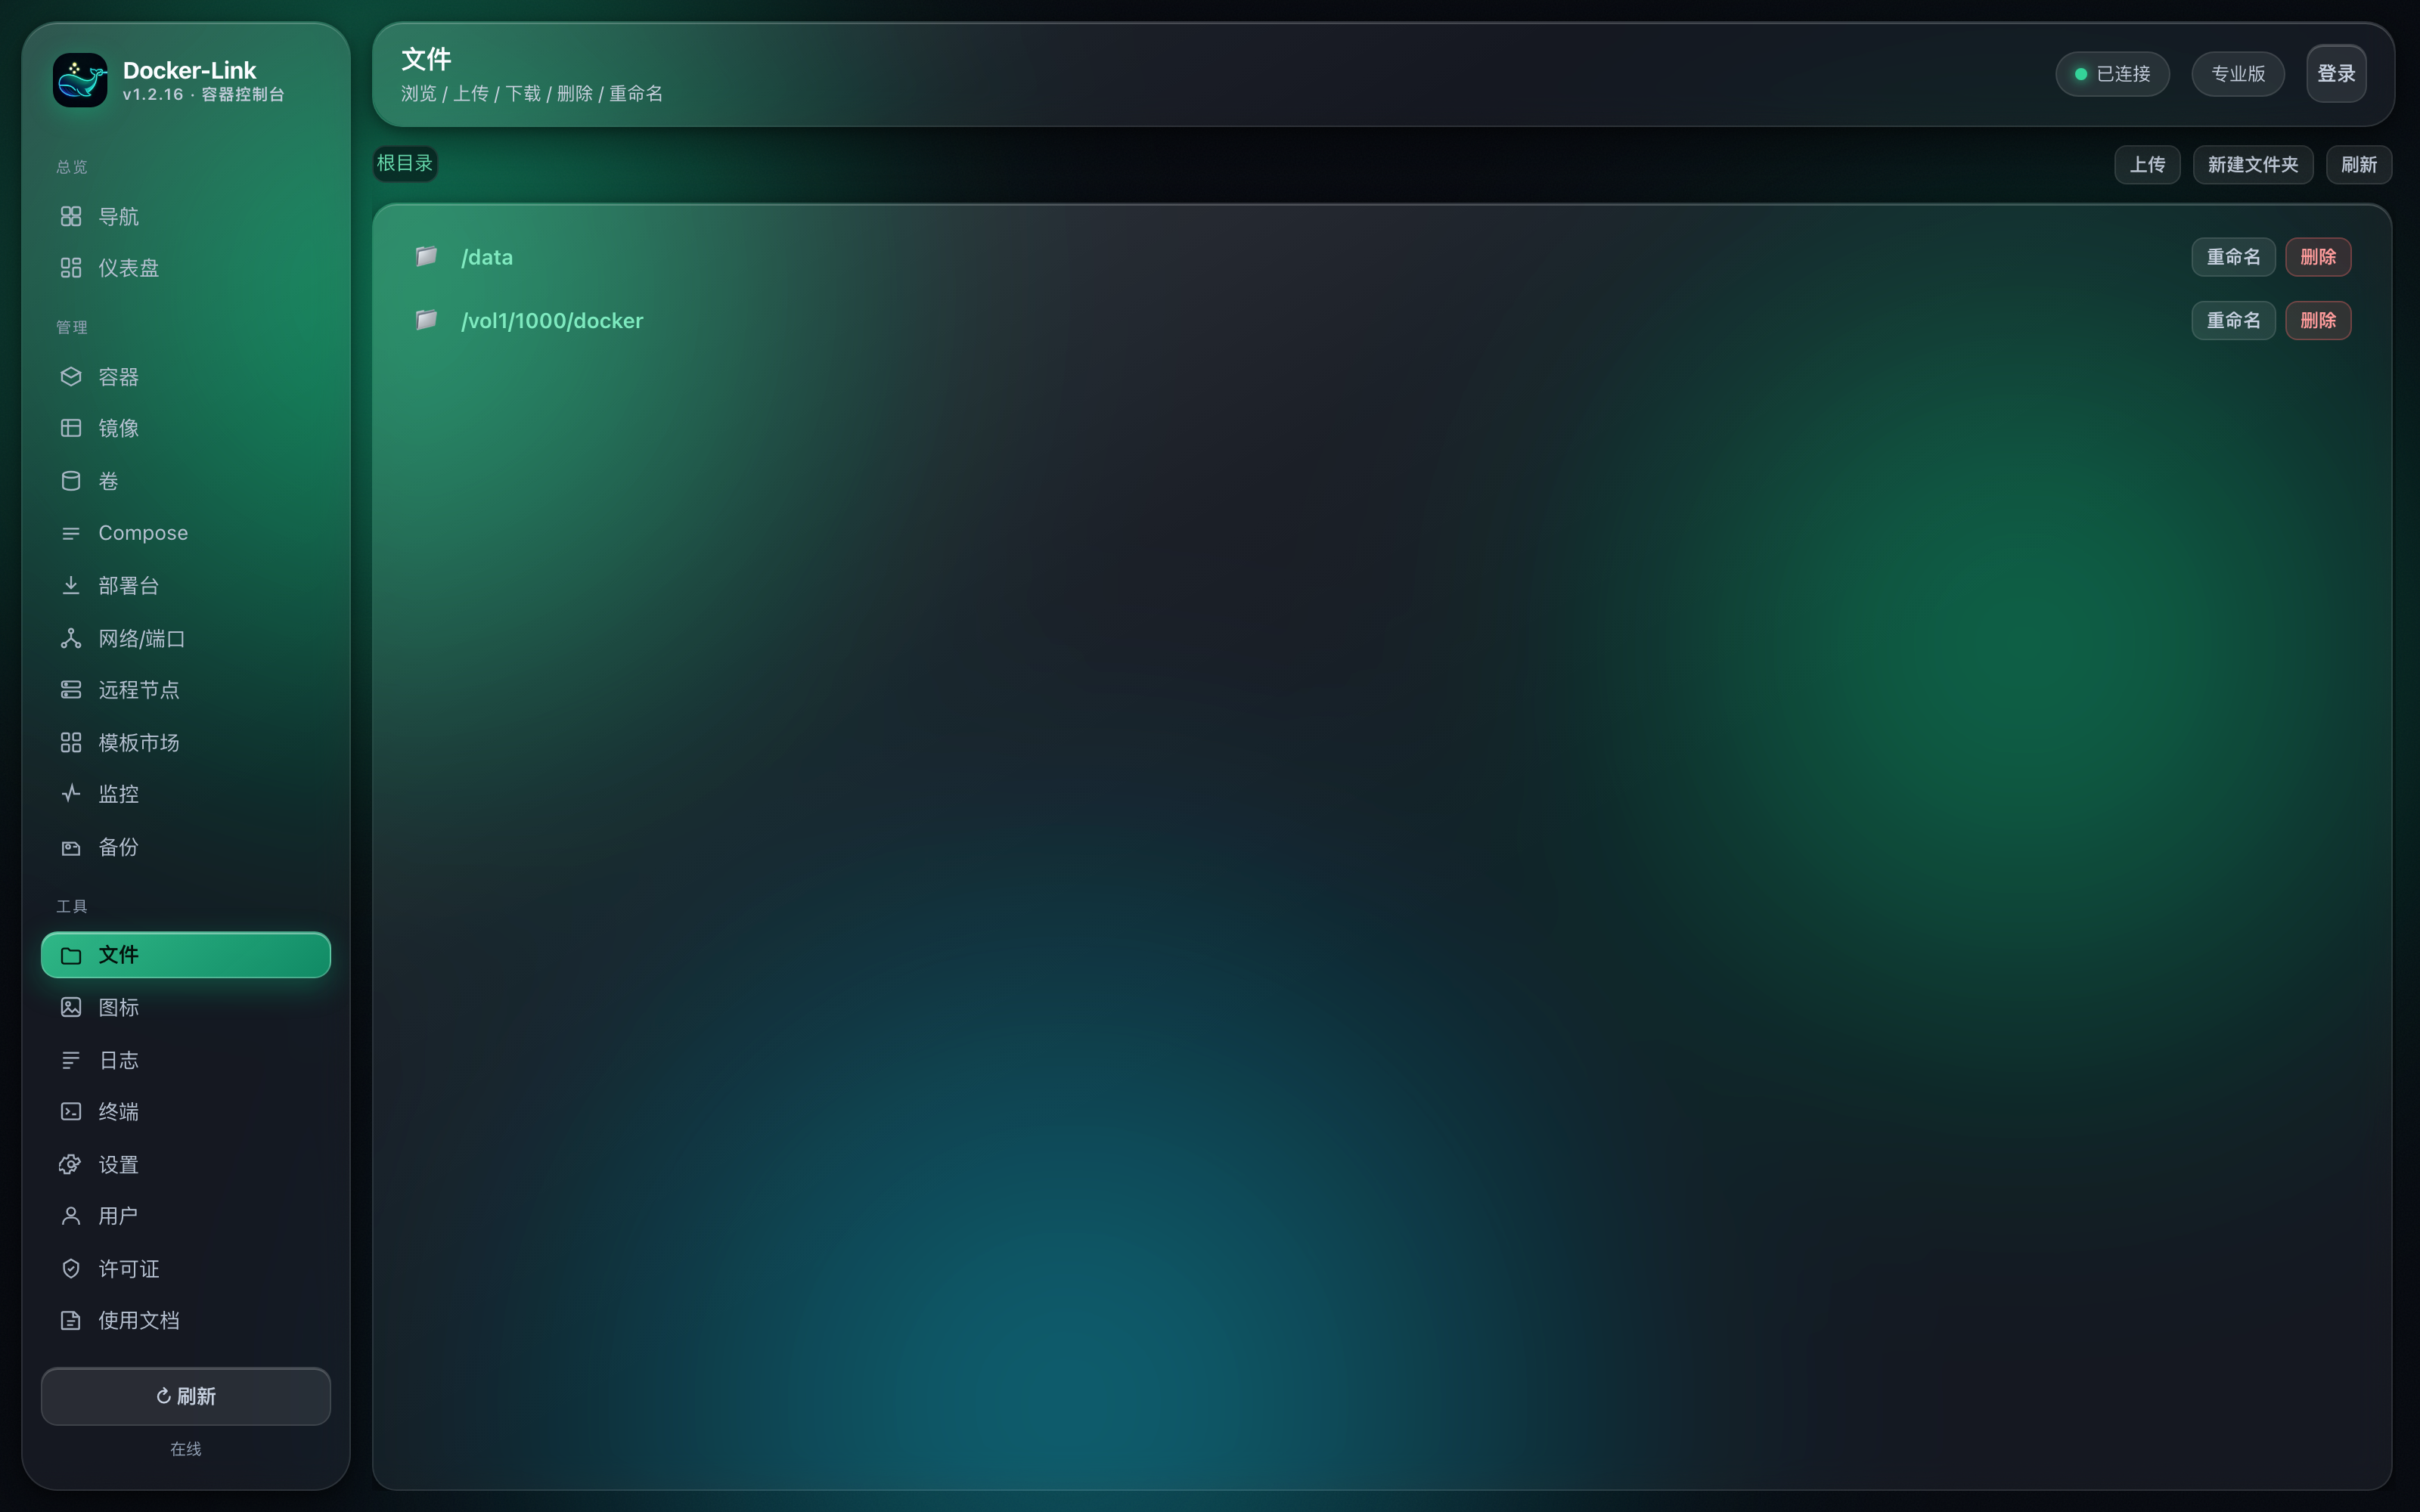 Docker-Link
v1.2.16 · 容器控制台
总览
导航
仪表盘
管理
容器
镜像
卷
Compose
部署台
网络/端口
远程节点
模板市场
监控
备份
工具
文件
图标
日志
终端
设置
用户
许可证
使用文档
↻ 刷新
在线
文件
浏览 / 上传 / 下载 / 删除 / 重命名
已连接
专业版
登录
根目录
上传
新建文件夹
刷新
/data
重命名
删除
/vol1/1000/docker
重命名
删除